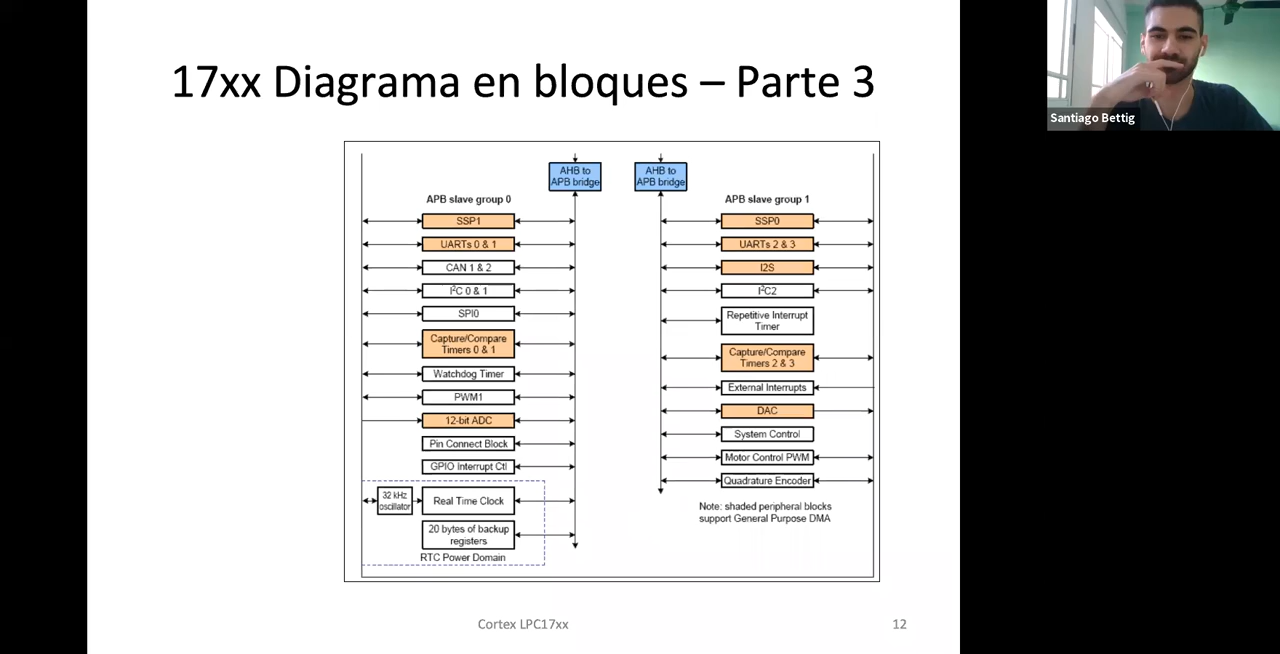 17xx Diagrama en bloques – Parte 3
Santiago Bettig
AHB to
APB bridge
AHB to
APB bridge
APB slave group 0
SSP1
UARTs 0 & 1
CAN 1 & 2
I²C 0 & 1
SPI0
Capture/Compare
Timers 0 & 1
Watchdog Timer
PWM1
12-bit ADC
Pin Connect Block
GPIO Interrupt Ctl
32 kHz
oscillator
Real Time Clock
20 bytes of backup
registers
RTC Power Domain
APB slave group 1
SSP0
UARTs 2 & 3
I2S
I²C2
Repetitive Interrupt
Timer
Capture/Compare
Timers 2 & 3
External Interrupts
DAC
System Control
Motor Control PWM
Quadrature Encoder
Note: shaded peripheral blocks
support General Purpose DMA
Cortex LPC17xx
12